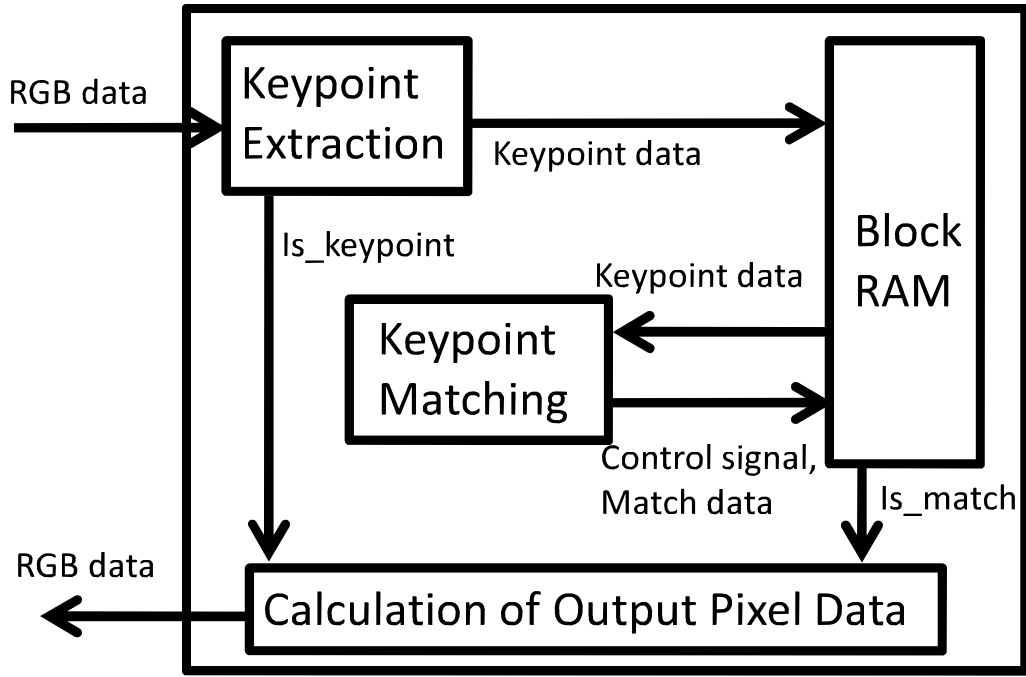 RGB data
Keypoint
Extraction
Keypoint data
Is_keypoint
Block
RAM
Keypoint data
Keypoint
Matching
Control signal,
Match data
Is_match
RGB data
Calculation of Output Pixel Data